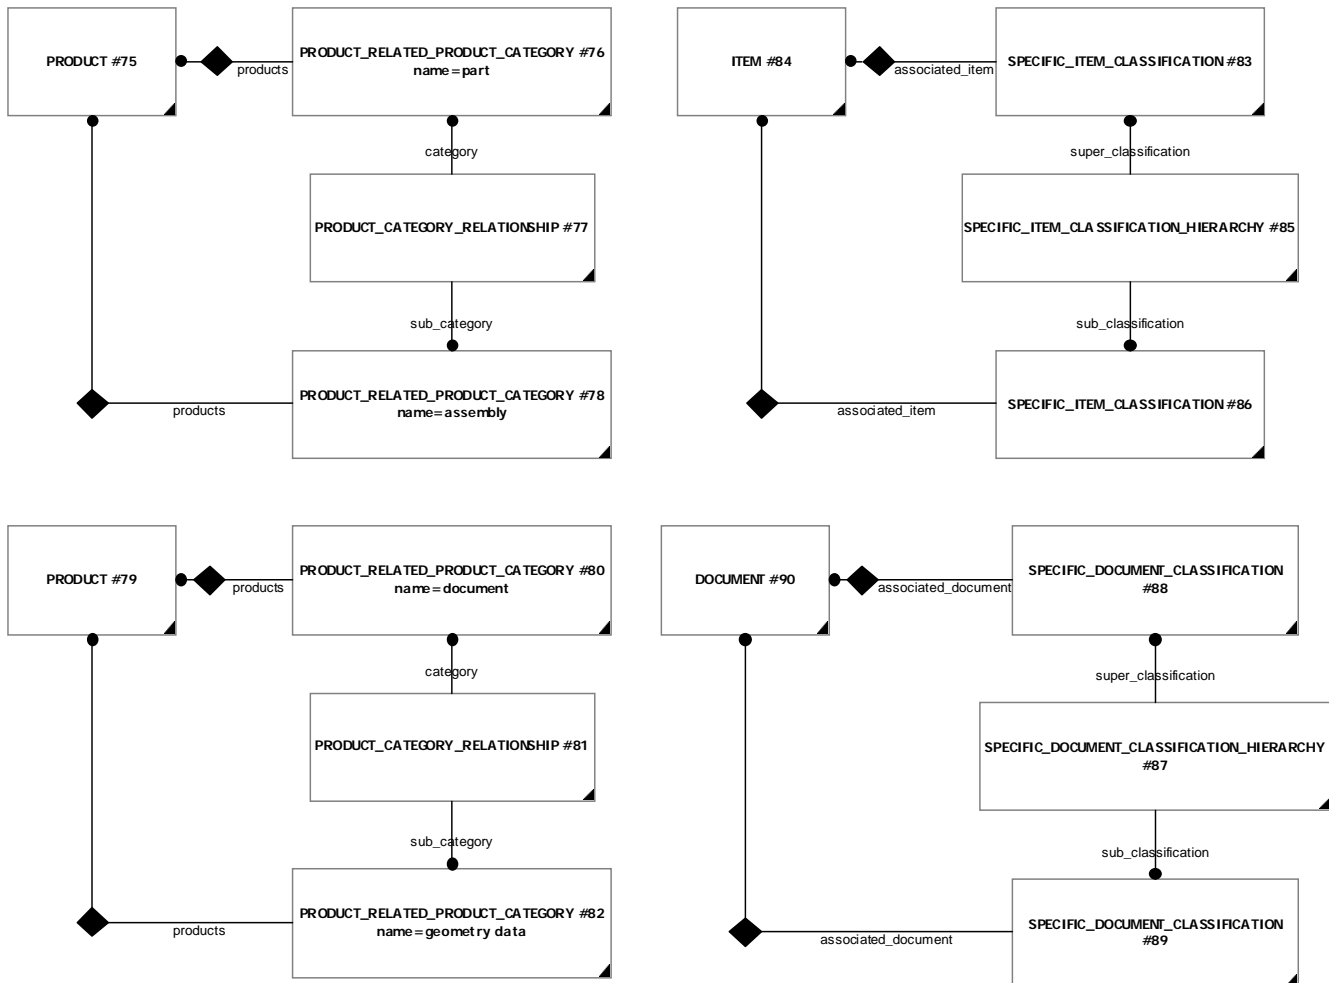 PRODUCT #75
products
PRODUCT_RELATED_PRODUCT_CATEGORY #76
name=part
category
PRODUCT_CATEGORY_RELATIONSHIP #77
sub_category
PRODUCT_RELATED_PRODUCT_CATEGORY #78
name=assembly
products
ITEM #84
associated_item
SPECIFIC_ITEM_CLASSIFICATION #83
super_classification
SPECIFIC_ITEM_CLASSIFICATION_HIERARCHY #85
sub_classification
SPECIFIC_ITEM_CLASSIFICATION #86
associated_item
PRODUCT #79
products
PRODUCT_RELATED_PRODUCT_CATEGORY #80
name=document
category
PRODUCT_CATEGORY_RELATIONSHIP #81
sub_category
PRODUCT_RELATED_PRODUCT_CATEGORY #82
name=geometry data
products
DOCUMENT #90
associated_document
SPECIFIC_DOCUMENT_CLASSIFICATION
#88
super_classification
SPECIFIC_DOCUMENT_CLASSIFICATION_HIERARCHY
#87
sub_classification
SPECIFIC_DOCUMENT_CLASSIFICATION
#89
associated_document